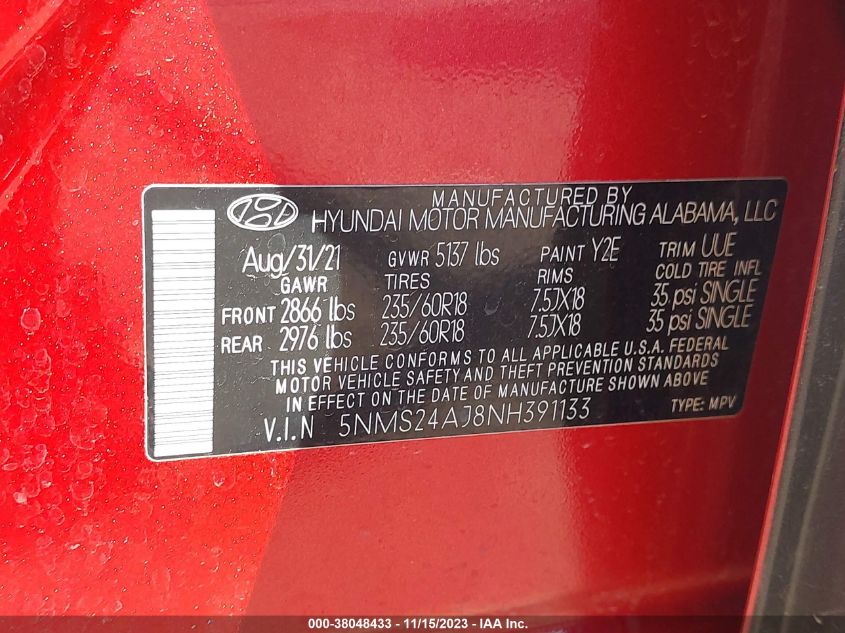 MANUFACTURED BY
HYUNDAI MOTOR MANUFACTURING ALABAMA, LLC
Aug/31/21 GVWR 5137 lbs PAINT Y2E TRIM UUE
GAWR TIRES RIMS COLD TIRE INFL
FRONT 2866 lbs 235/60R18 7.5JX18 35 psi SINGLE
REAR 2976 lbs 235/60R18 7.5JX18 35 psi SINGLE
THIS VEHICLE CONFORMS TO ALL APPLICABLE U.S.A. FEDERAL
MOTOR VEHICLE SAFETY AND THEFT PREVENTION STANDARDS
IN EFFECT ON THE DATE OF MANUFACTURE SHOWN ABOVE
V.I.N 5NMS24AJ8NH391133 TYPE: MPV
000-38048433 - 11/15/2023 - IAA Inc.